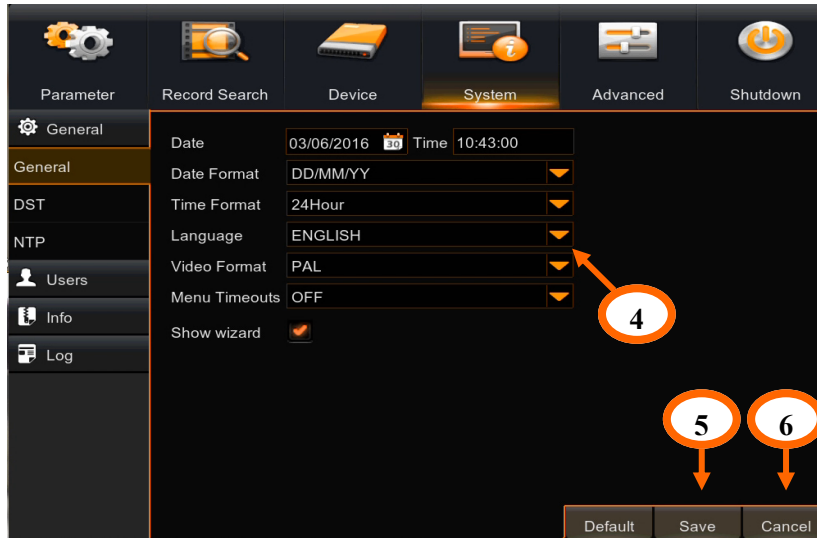 Parameter Record Search Device System Advanced Shutdown
General
General
DST
NTP
Users
Info
Log
Date 03/06/2016 30 Time 10:43:00
Date Format DD/MM/YY
Time Format 24Hour
Language ENGLISH
Video Format PAL
Menu Timeouts OFF
Show wizard
4
5 6
Default Save Cancel